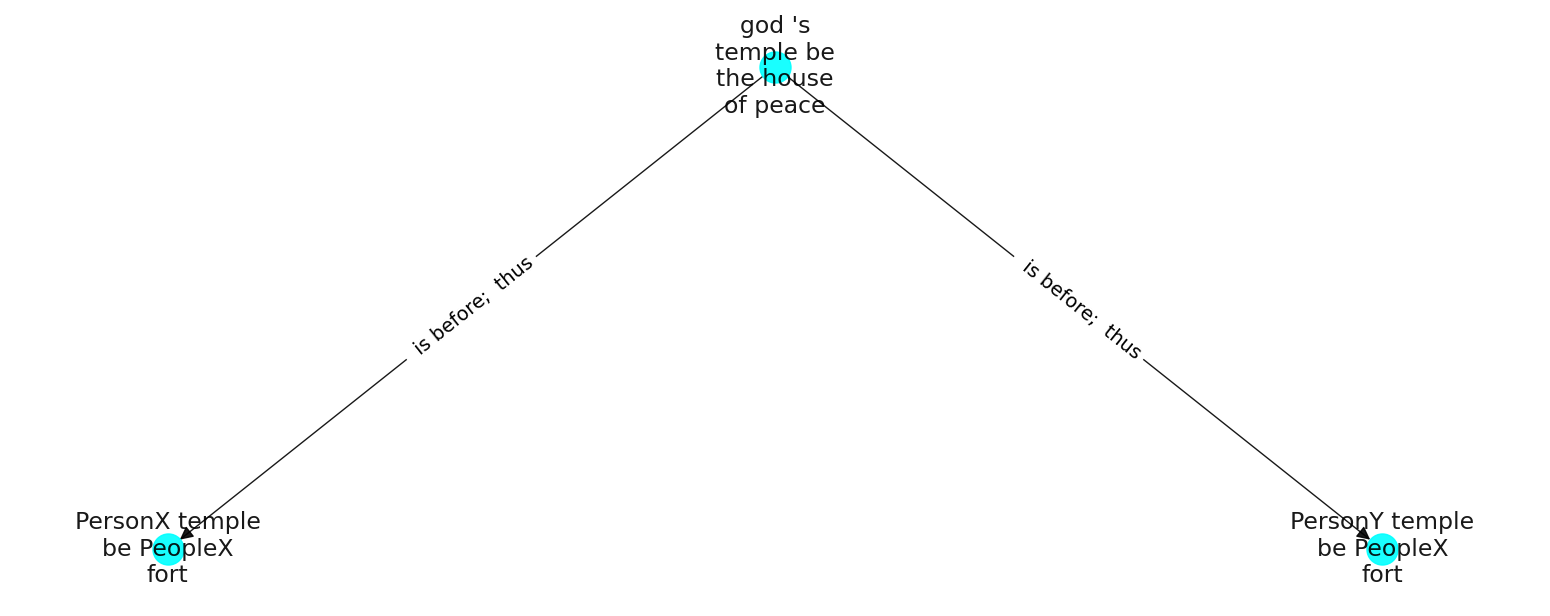 god 's
temple be
the house
of peace
is before;  thus
is before;  thus
PersonX temple
be PeopleX
fort
PersonY temple
be PeopleX
fort